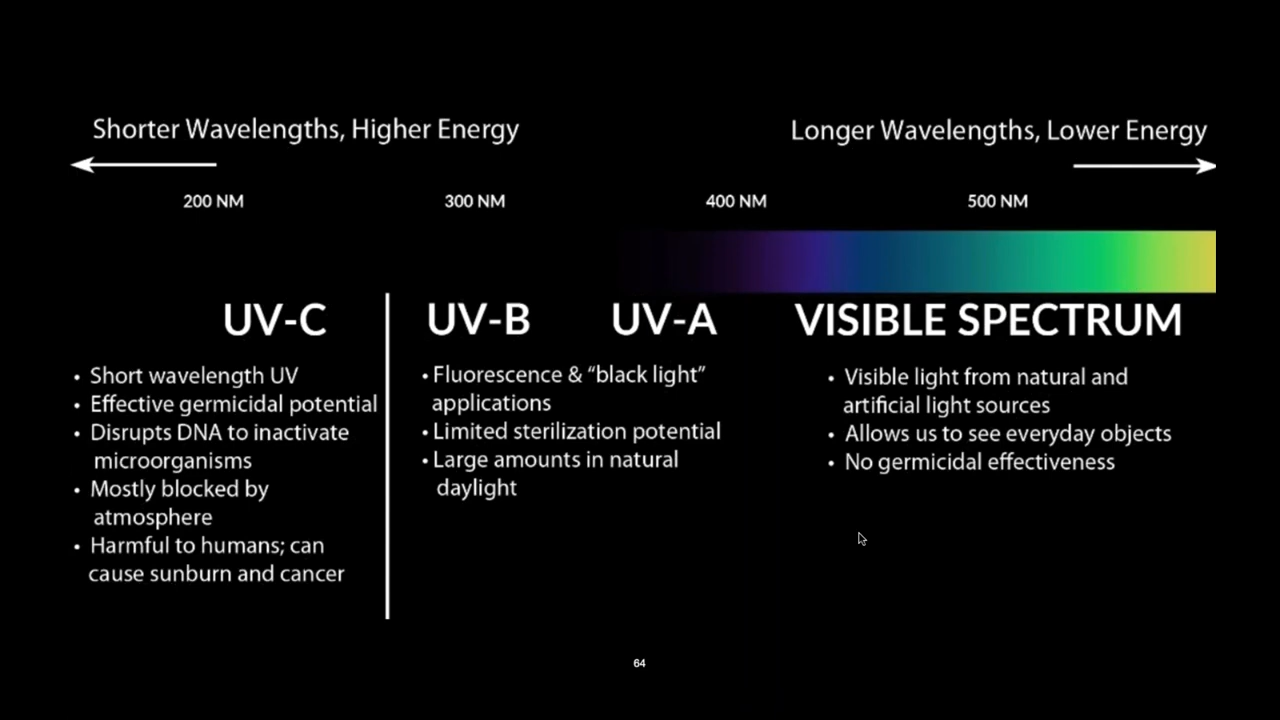 Shorter Wavelengths, Higher Energy
Longer Wavelengths, Lower Energy
200 NM
300 NM
400 NM
500 NM
UV-C
• Short wavelength UV
• Effective germicidal potential
• Disrupts DNA to inactivate
microorganisms
• Mostly blocked by
atmosphere
• Harmful to humans; can
cause sunburn and cancer
UV-B
UV-A
• Fluorescence & “black light”
applications
• Limited sterilization potential
• Large amounts in natural
daylight
VISIBLE SPECTRUM
• Visible light from natural and
artificial light sources
• Allows us to see everyday objects
• No germicidal effectiveness
64